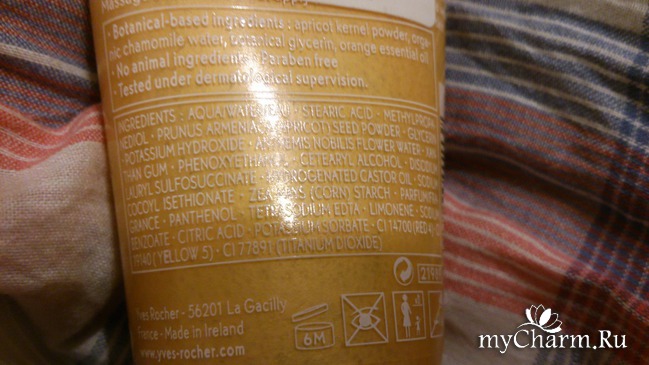 Massag
· Botanical-based ingredients : apricot kernel powder, orga-
nic chamomile water, botanical glycerin, orange essential oil.
· No animal ingredient · Paraben free
· Tested under dermatological supervision.
INGREDIENTS : AQUA/WATER/EAU · STEARIC ACID · METHYLPROPA-
NEDIOL · PRUNUS ARMENIACA (APRICOT) SEED POWDER · GLYCERIN
POTASSIUM HYDROXIDE · ANTHEMIS NOBILIS FLOWER WATER ·
THAN GUM · PHENOXYETHANOL · CETEARYL ALCOHOL · DISODIUM
LAURYL SULFOSUCCINATE · HYDROGENATED CASTOR OIL ·
COCOYL ISETHIONATE · ZEA MAYS (CORN) STARCH · PARFUM/FRA
GRANCE · PANTHENOL · TETRASODIUM EDTA · LIMONENE ·
BENZOATE · CITRIC ACID · POTASSIUM SORBATE · CI 14700 (RED 4)
19140 (YELLOW 5) · CI 77891 (TITANIUM DIOXIDE)
Yves Rocher - 56201 La Gacilly
France - Made in Ireland
www.yves-rocher.com
6M
myCharm.Ru